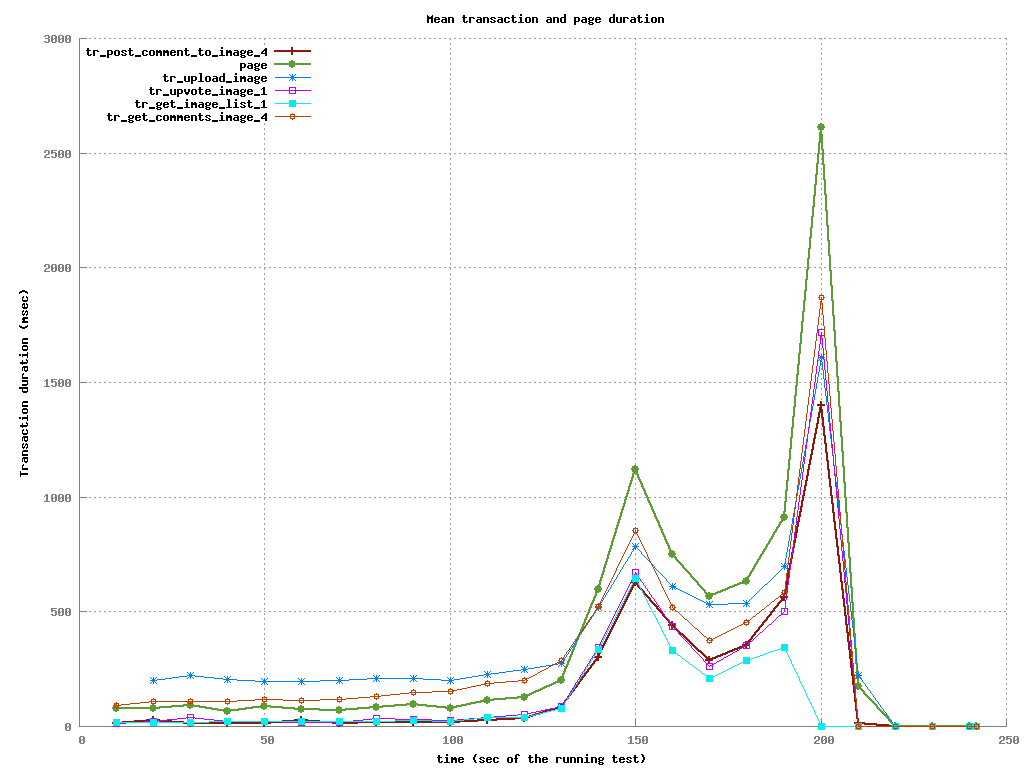 Mean transaction and page duration
3000
2500
2000
1500
1000
500
0
tr_post_comment_to_image_4
page
tr_upload_image
tr_upvote_image_1
tr_get_image_list_1
tr_get_comments_image_4
Transaction duration (msec)
0 50 100 150 200 250
time (sec of the running test)